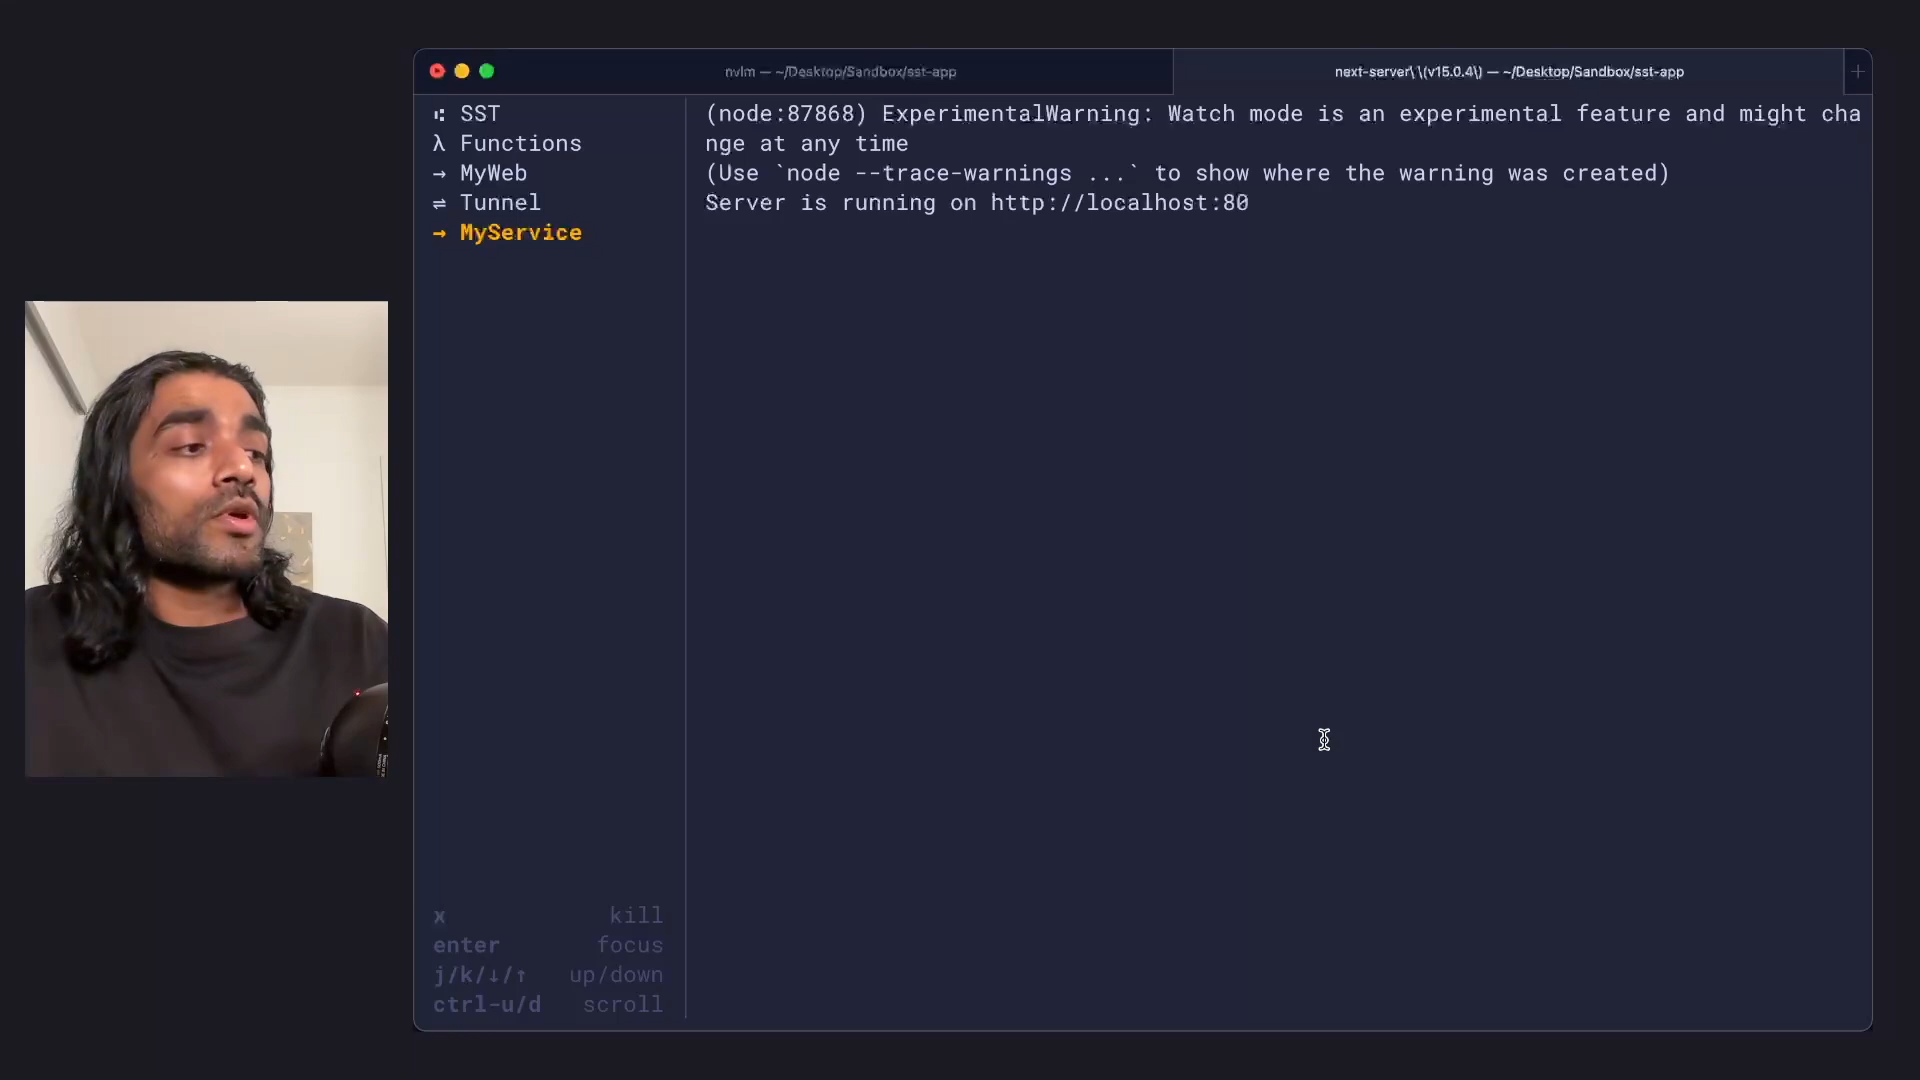 nvim — ~/Desktop/Sandbox/sst-app
next-server\ \(v15.0.4\) — ~/Desktop/Sandbox/sst-app
SST
λ Functions
→ MyWeb
⇌ Tunnel
→ MyService
(node:87868) ExperimentalWarning: Watch mode is an experimental feature and might cha
nge at any time
(Use `node --trace-warnings ...` to show where the warning was created)
Server is running on http://localhost:80
x kill
enter focus
j/k/↓/↑ up/down
ctrl-u/d scroll